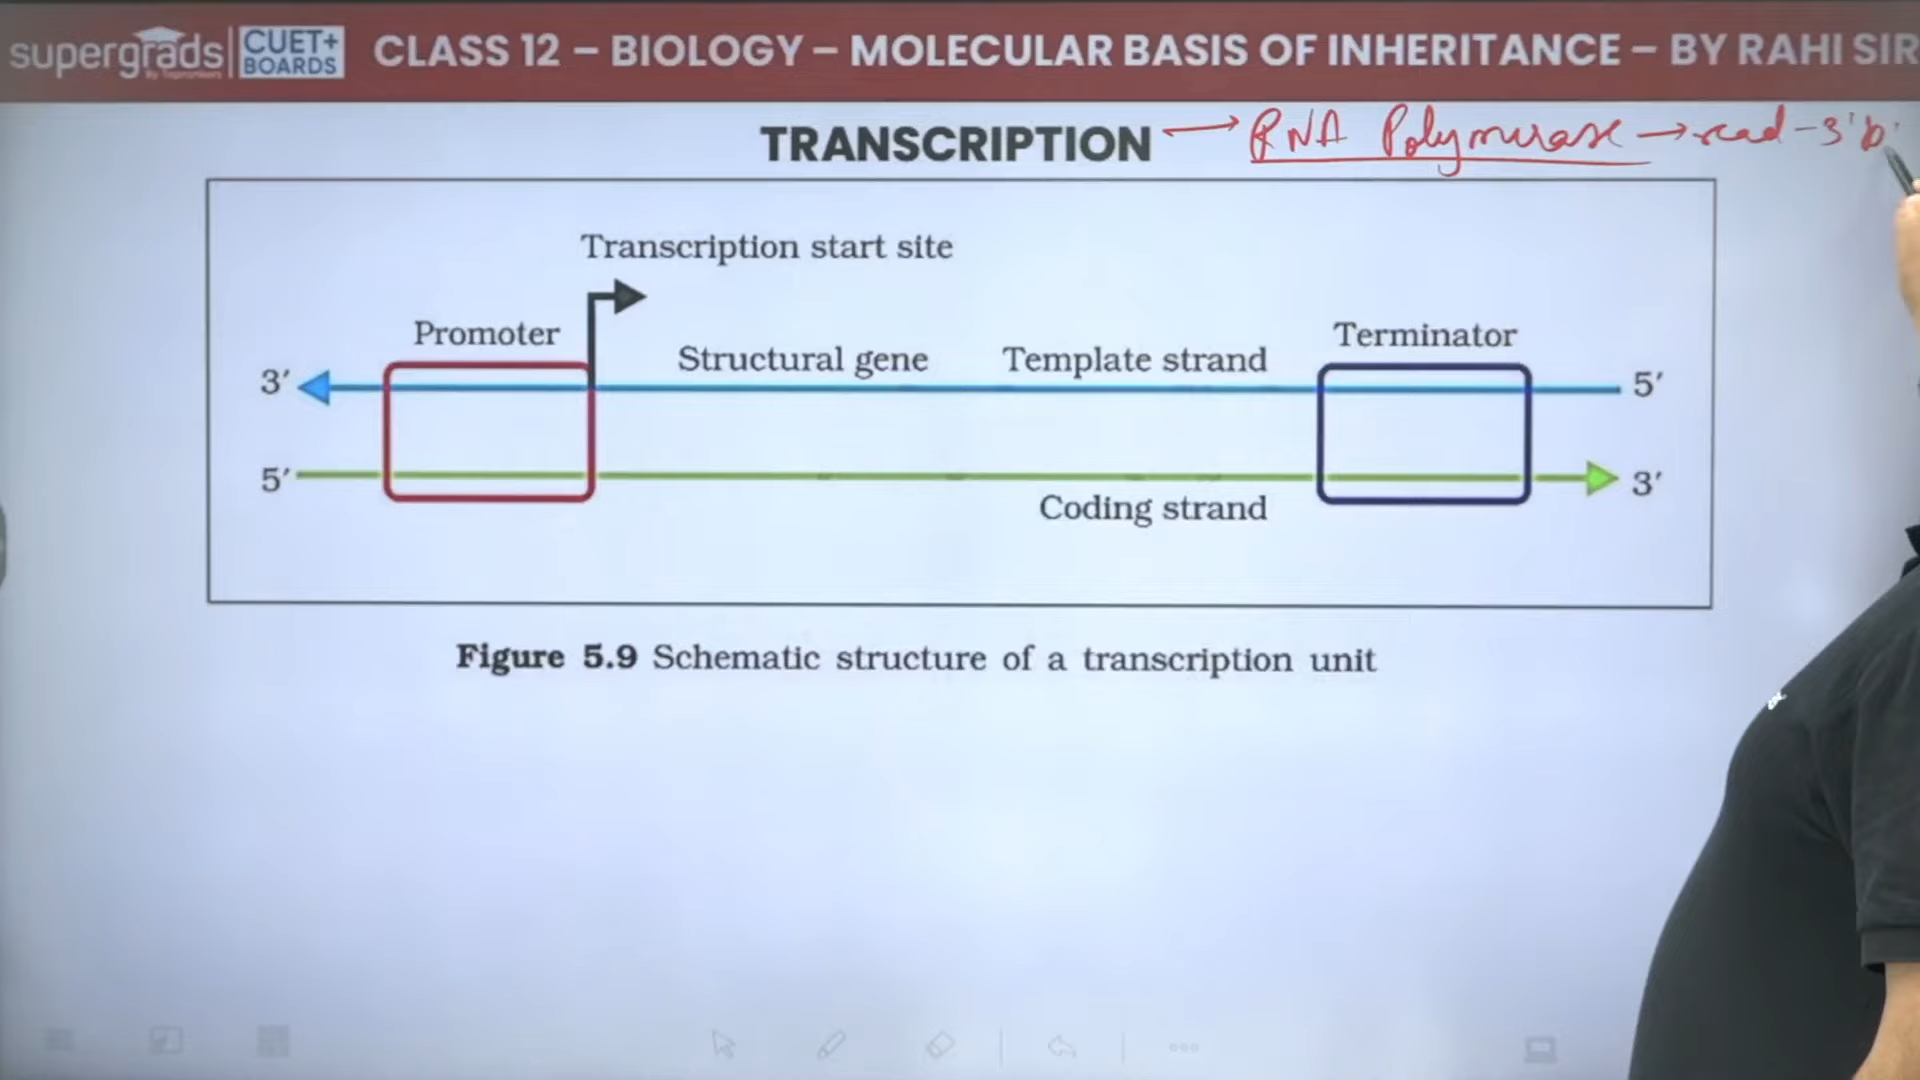 supergrads CUET+ BOARDS CLASS 12 – BIOLOGY – MOLECULAR BASIS OF INHERITANCE – BY RAHI SIR
TRANSCRIPTION → RNA Polymerase → read - 3'
Transcription start site
Promoter
Structural gene
Template strand
Terminator
3′
5′
5′
3′
Coding strand
Figure 5.9 Schematic structure of a transcription unit